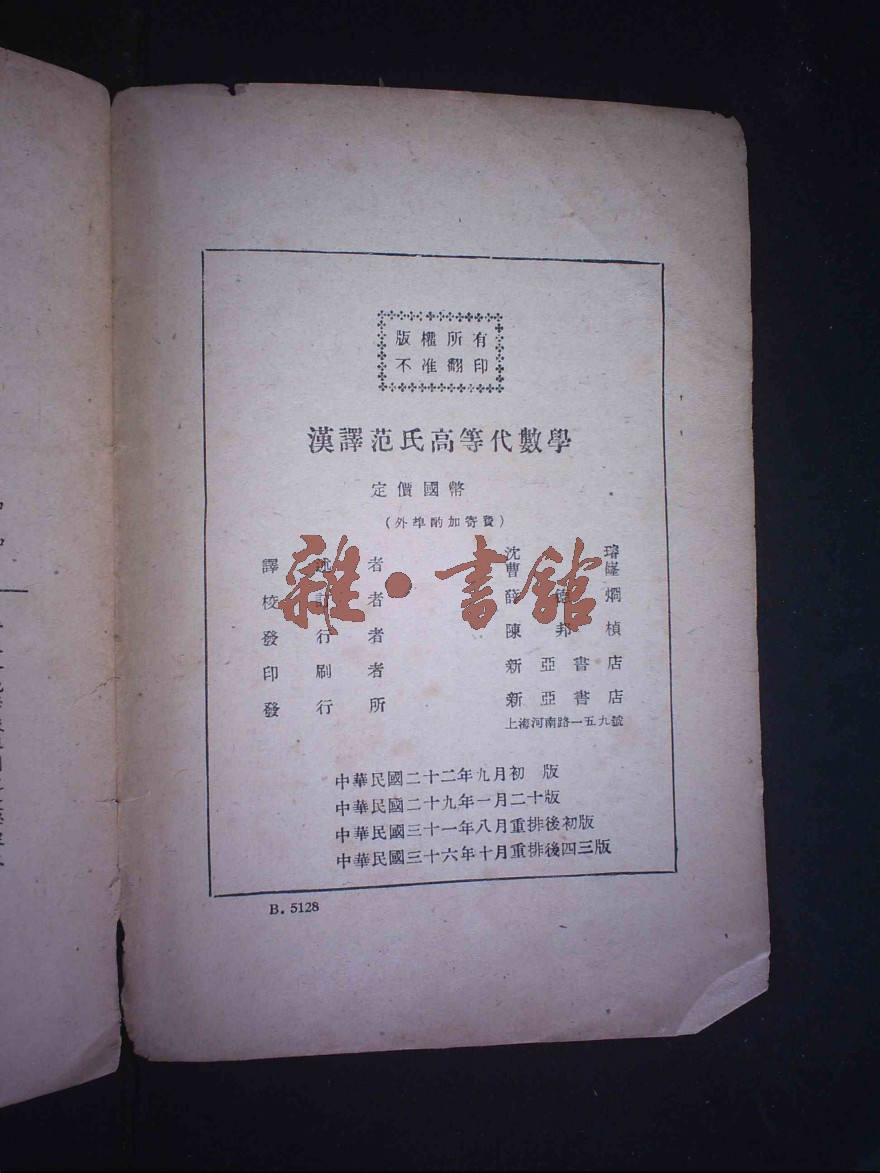 版權所有
不准翻印
漢譯范氏高等代數學
定價國幣
(外埠酌加寄費)
譯述者 沈璿 曹
校訂者 薛德焵
發行者 陳邦楨
印刷者 新亞書店
發行所 新亞書店
上海河南路一五九號
中華民國二十二年九月初 版
中華民國二十九年一月二十版
中華民國三十一年八月重排後初版
中華民國三十六年十月重排後四三版
B. 5128
雜·書館